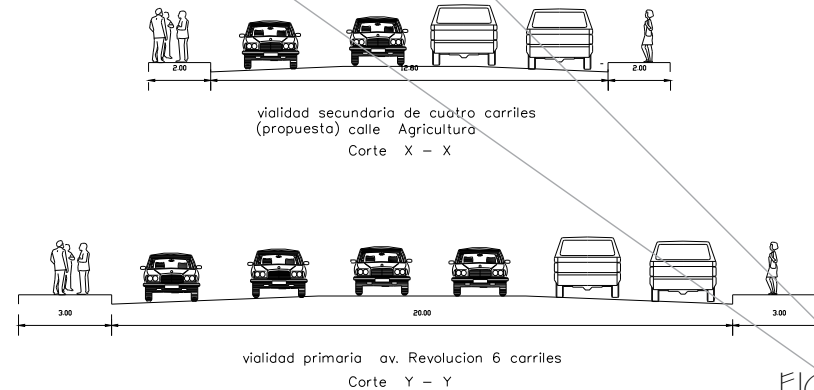 2.00 12.80 2.00
vialidad secundaria de cuatro carriles
(propuesta) calle Agricultura
Corte X - X
3.00 20.00 3.00
vialidad primaria av. Revolucion 6 carriles
Corte Y - Y